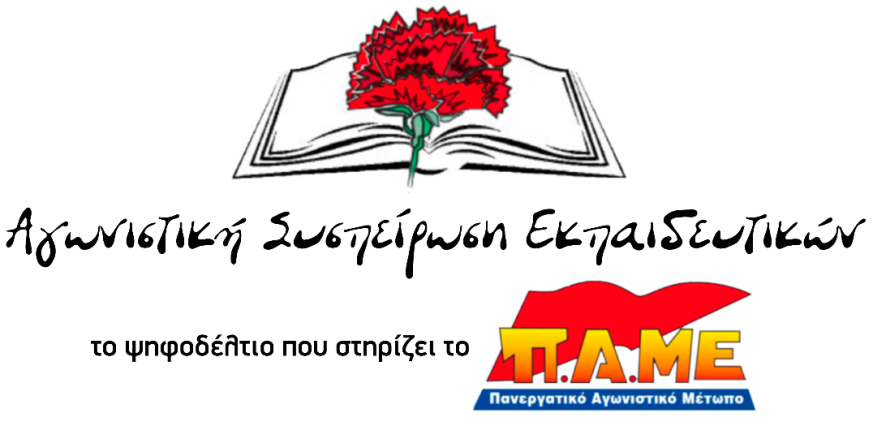 Αγωνιστική Συσπείρωση Εκπαιδευτικών
το ψηφοδέλτιο που στηρίζει το
Π.Α.ΜΕ
Πανεργατικό Αγωνιστικό Μέτωπο